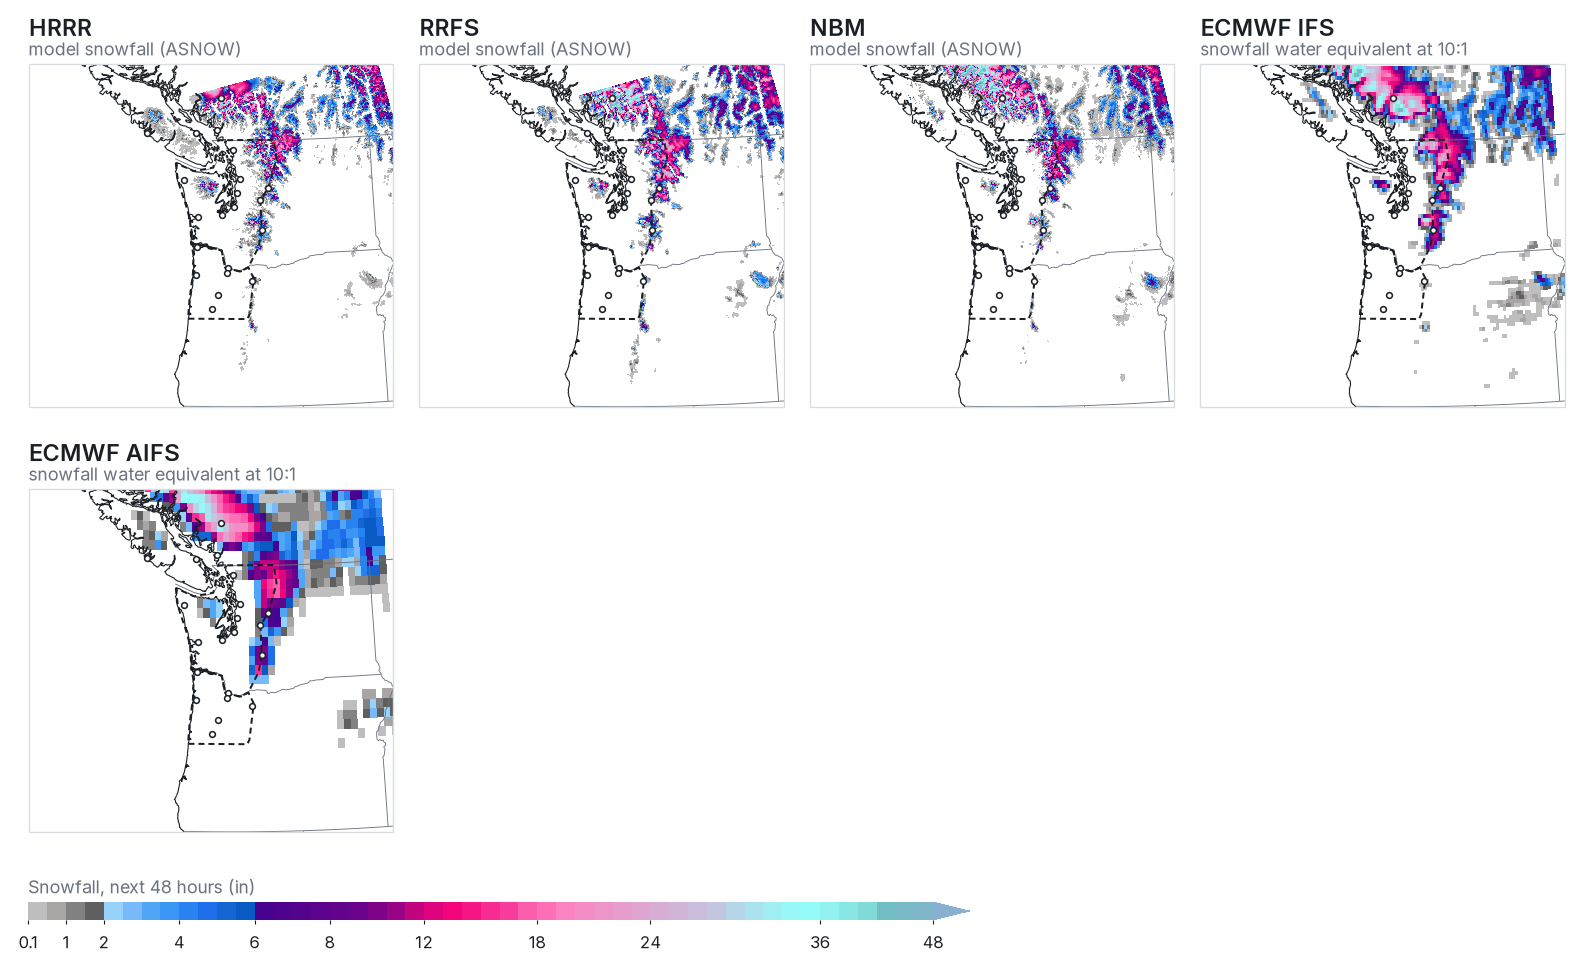 HRRR
model snowfall (ASNOW)
RRFS
model snowfall (ASNOW)
NBM
model snowfall (ASNOW)
ECMWF IFS
snowfall water equivalent at 10:1
ECMWF AIFS
snowfall water equivalent at 10:1
Snowfall, next 48 hours (in)
0.1 1 2 4 6 8 12 18 24 36 48